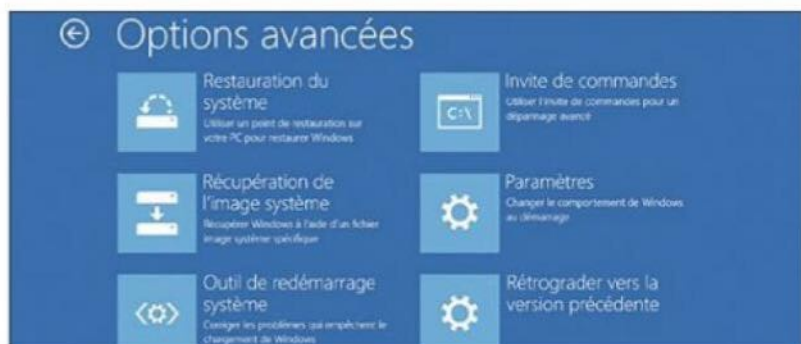 Options avancées
Restauration du
système
Utiliser un point de restauration sur
votre PC pour restaurer Windows
Récupération de
l'image système
Récupérer Windows à l'aide d'un fichier
image système spécifique
Outil de redémarrage
système
Corriger les problèmes qui empêchent le
chargement de Windows
Invite de commandes
Utiliser l'invite de commandes pour un
dépannage avancé
C:\
Paramètres
Changer le comportement de Windows
au démarrage
Rétrograder vers la
version précédente